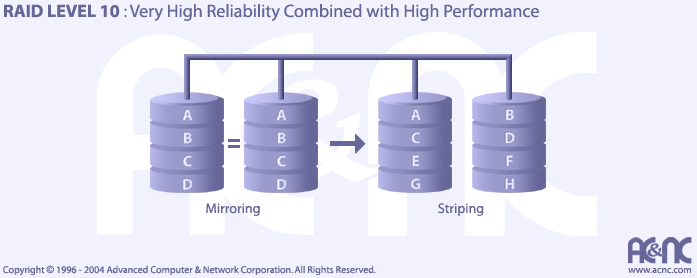 RAID LEVEL 10 : Very High Reliability Combined with High Performance
A A A B
B = B C D
C C E F
D D G H
Mirroring Striping
AC&NC
Copyright © 1996 - 2004 Advanced Computer & Network Corporation. All Rights Reserved. www.acnc.com